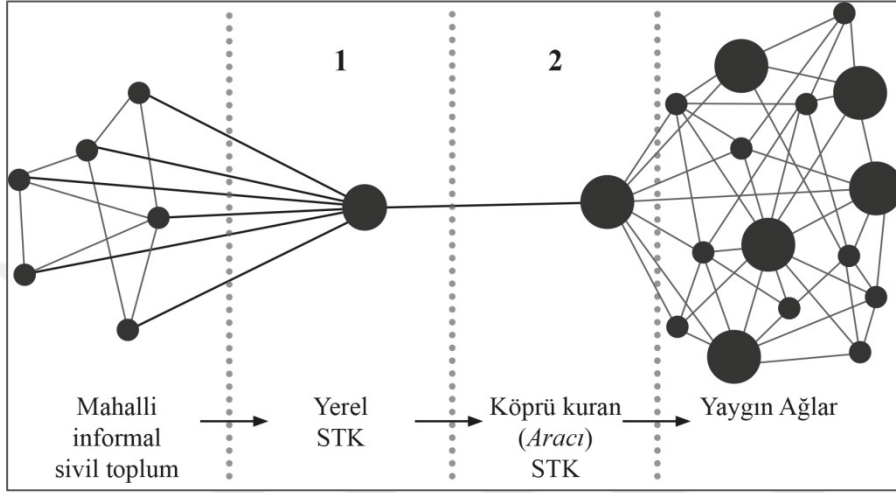 1
2
Mahalli
informal
sivil toplum
Yerel
STK
Köprü kuran
(Aracı)
STK
Yaygın Ağlar